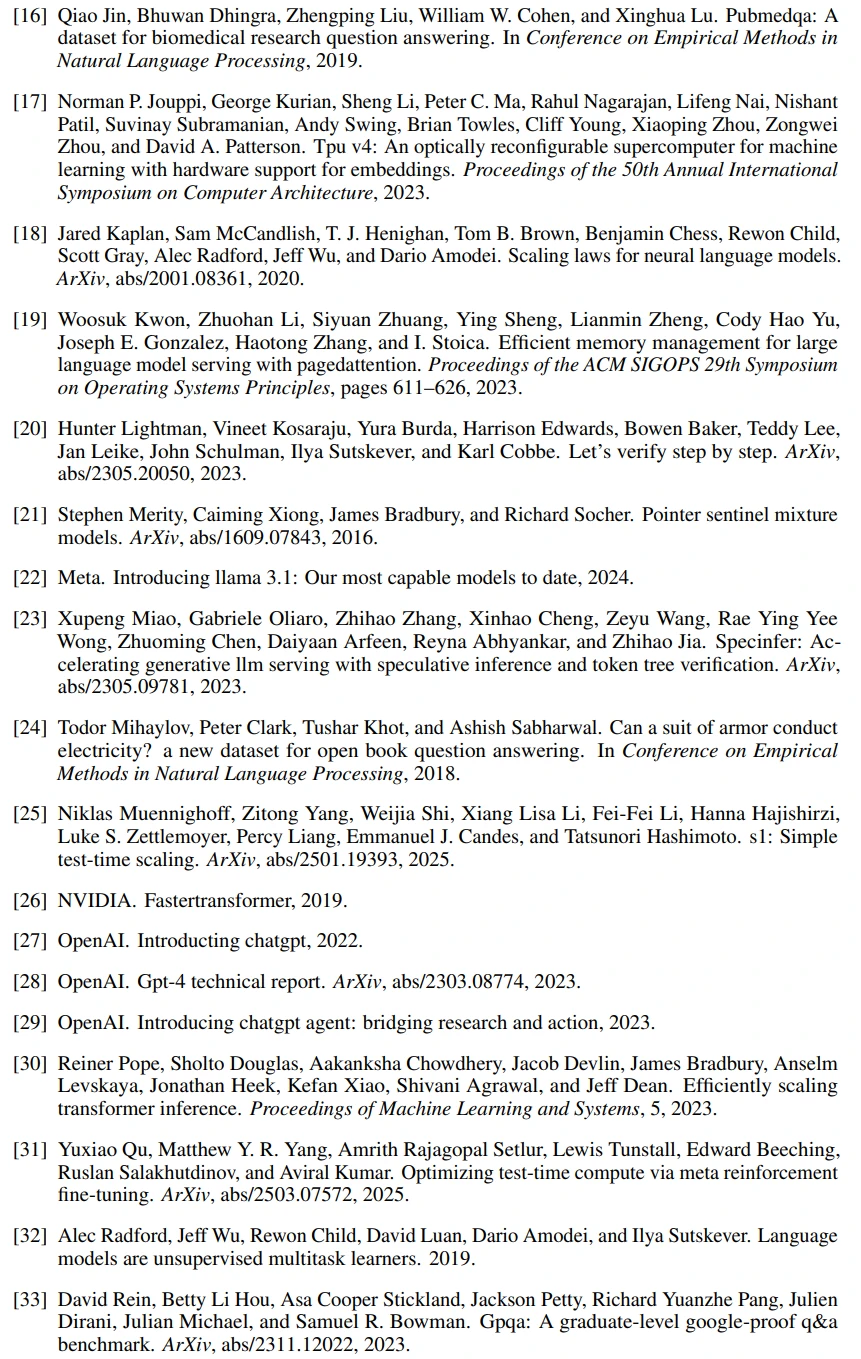 [16] Qiao Jin, Bhuwan Dhingra, Zhengping Liu, William W. Cohen, and Xinghua Lu. Pubmedqa: A
dataset for biomedical research question answering. In Conference on Empirical Methods in
Natural Language Processing, 2019.
[17] Norman P. Jouppi, George Kurian, Sheng Li, Peter C. Ma, Rahul Nagarajan, Lifeng Nai, Nishant
Patil, Suvinay Subramanian, Andy Swing, Brian Towles, Cliff Young, Xiaoping Zhou, Zongwei
Zhou, and David A. Patterson. Tpu v4: An optically reconfigurable supercomputer for machine
learning with hardware support for embeddings. Proceedings of the 50th Annual International
Symposium on Computer Architecture, 2023.
[18] Jared Kaplan, Sam McCandlish, T. J. Henighan, Tom B. Brown, Benjamin Chess, Rewon Child,
Scott Gray, Alec Radford, Jeff Wu, and Dario Amodei. Scaling laws for neural language models.
ArXiv, abs/2001.08361, 2020.
[19] Woosuk Kwon, Zhuohan Li, Siyuan Zhuang, Ying Sheng, Lianmin Zheng, Cody Hao Yu,
Joseph E. Gonzalez, Haotong Zhang, and I. Stoica. Efficient memory management for large
language model serving with pagedattention. Proceedings of the ACM SIGOPS 29th Symposium
on Operating Systems Principles, pages 611–626, 2023.
[20] Hunter Lightman, Vineet Kosaraju, Yura Burda, Harrison Edwards, Bowen Baker, Teddy Lee,
Jan Leike, John Schulman, Ilya Sutskever, and Karl Cobbe. Let's verify step by step. ArXiv,
abs/2305.20050, 2023.
[21] Stephen Merity, Caiming Xiong, James Bradbury, and Richard Socher. Pointer sentinel mixture
models. ArXiv, abs/1609.07843, 2016.
[22] Meta. Introducing llama 3.1: Our most capable models to date, 2024.
[23] Xupeng Miao, Gabriele Oliaro, Zhihao Zhang, Xinhao Cheng, Zeyu Wang, Rae Ying Yee
Wong, Zhuoming Chen, Daiyaan Arfeen, Reyna Abhyankar, and Zhihao Jia. Specinfer: Ac-
celerating generative llm serving with speculative inference and token tree verification. ArXiv,
abs/2305.09781, 2023.
[24] Todor Mihaylov, Peter Clark, Tushar Khot, and Ashish Sabharwal. Can a suit of armor conduct
electricity? a new dataset for open book question answering. In Conference on Empirical
Methods in Natural Language Processing, 2018.
[25] Niklas Muennighoff, Zitong Yang, Weijia Shi, Xiang Lisa Li, Fei-Fei Li, Hanna Hajishirzi,
Luke S. Zettlemoyer, Percy Liang, Emmanuel J. Candes, and Tatsunori Hashimoto. s1: Simple
test-time scaling. ArXiv, abs/2501.19393, 2025.
[26] NVIDIA. Fastertransformer, 2019.
[27] OpenAI. Introducting chatgpt, 2022.
[28] OpenAI. Gpt-4 technical report. ArXiv, abs/2303.08774, 2023.
[29] OpenAI. Introducing chatgpt agent: bridging research and action, 2023.
[30] Reiner Pope, Sholto Douglas, Aakanksha Chowdhery, Jacob Devlin, James Bradbury, Anselm
Levskaya, Jonathan Heek, Kefan Xiao, Shivani Agrawal, and Jeff Dean. Efficiently scaling
transformer inference. Proceedings of Machine Learning and Systems, 5, 2023.
[31] Yuxiao Qu, Matthew Y. R. Yang, Amrith Rajagopal Setlur, Lewis Tunstall, Edward Beeching,
Ruslan Salakhutdinov, and Aviral Kumar. Optimizing test-time compute via meta reinforcement
fine-tuning. ArXiv, abs/2503.07572, 2025.
[32] Alec Radford, Jeff Wu, Rewon Child, David Luan, Dario Amodei, and Ilya Sutskever. Language
models are unsupervised multitask learners. 2019.
[33] David Rein, Betty Li Hou, Asa Cooper Stickland, Jackson Petty, Richard Yuanzhe Pang, Julien
Dirani, Julian Michael, and Samuel R. Bowman. Gpqa: A graduate-level google-proof q&a
benchmark. ArXiv, abs/2311.12022, 2023.